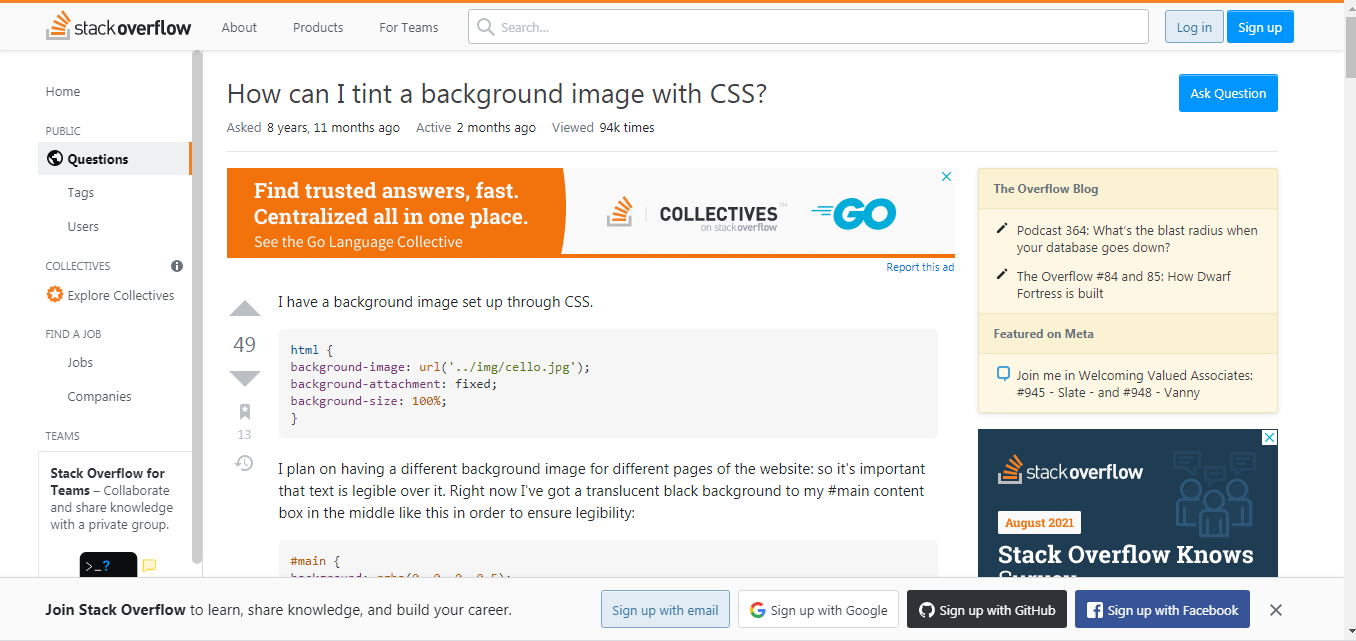 stackoverflow
About
Products
For Teams
Search...
Log in
Sign up
Home
PUBLIC
Questions
Tags
Users
COLLECTIVES
Explore Collectives
FIND A JOB
Jobs
Companies
TEAMS
Stack Overflow for
Teams – Collaborate
and share knowledge
with a private group.
>_?
How can I tint a background image with CSS?
Ask Question
Asked 8 years, 11 months ago Active 2 months ago Viewed 94k times
Find trusted answers, fast.
Centralized all in one place.
See the Go Language Collective
COLLECTIVES™
on stackoverflow
GO
Report this ad
49
13
I have a background image set up through CSS.
html {
background-image: url('../img/cello.jpg');
background-attachment: fixed;
background-size: 100%;
}
I plan on having a different background image for different pages of the website: so it's important
that text is legible over it. Right now I've got a translucent black background to my #main content
box in the middle like this in order to ensure legibility:
#main {
background: rgba(0, 0, 0, 0.5);
The Overflow Blog
Podcast 364: What's the blast radius when
your database goes down?
The Overflow #84 and 85: How Dwarf
Fortress is built
Featured on Meta
Join me in Welcoming Valued Associates:
#945 - Slate - and #948 - Vanny
stackoverflow
August 2021
Stack Overflow Knows
Survey
Join Stack Overflow to learn, share knowledge, and build your career.
Sign up with email
Sign up with Google
Sign up with GitHub
Sign up with Facebook